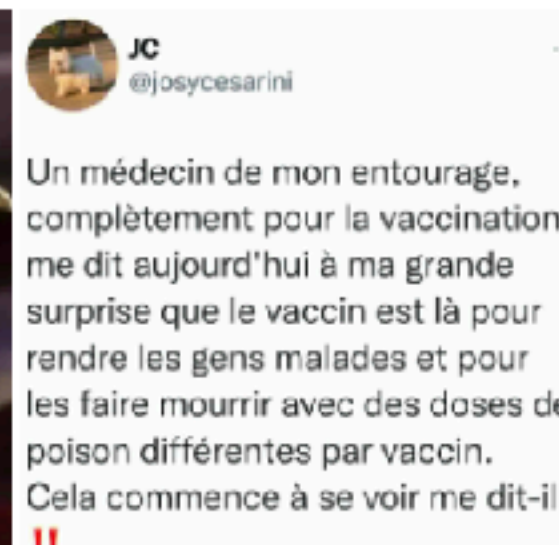 JC
@josycesarini
Un médecin de mon entourage,
complètement pour la vaccination
me dit aujourd'hui à ma grande
surprise que le vaccin est là pour
rendre les gens malades et pour
les faire mourrir avec des doses de
poison différentes par vaccin.
Cela commence à se voir me dit-il
‼️